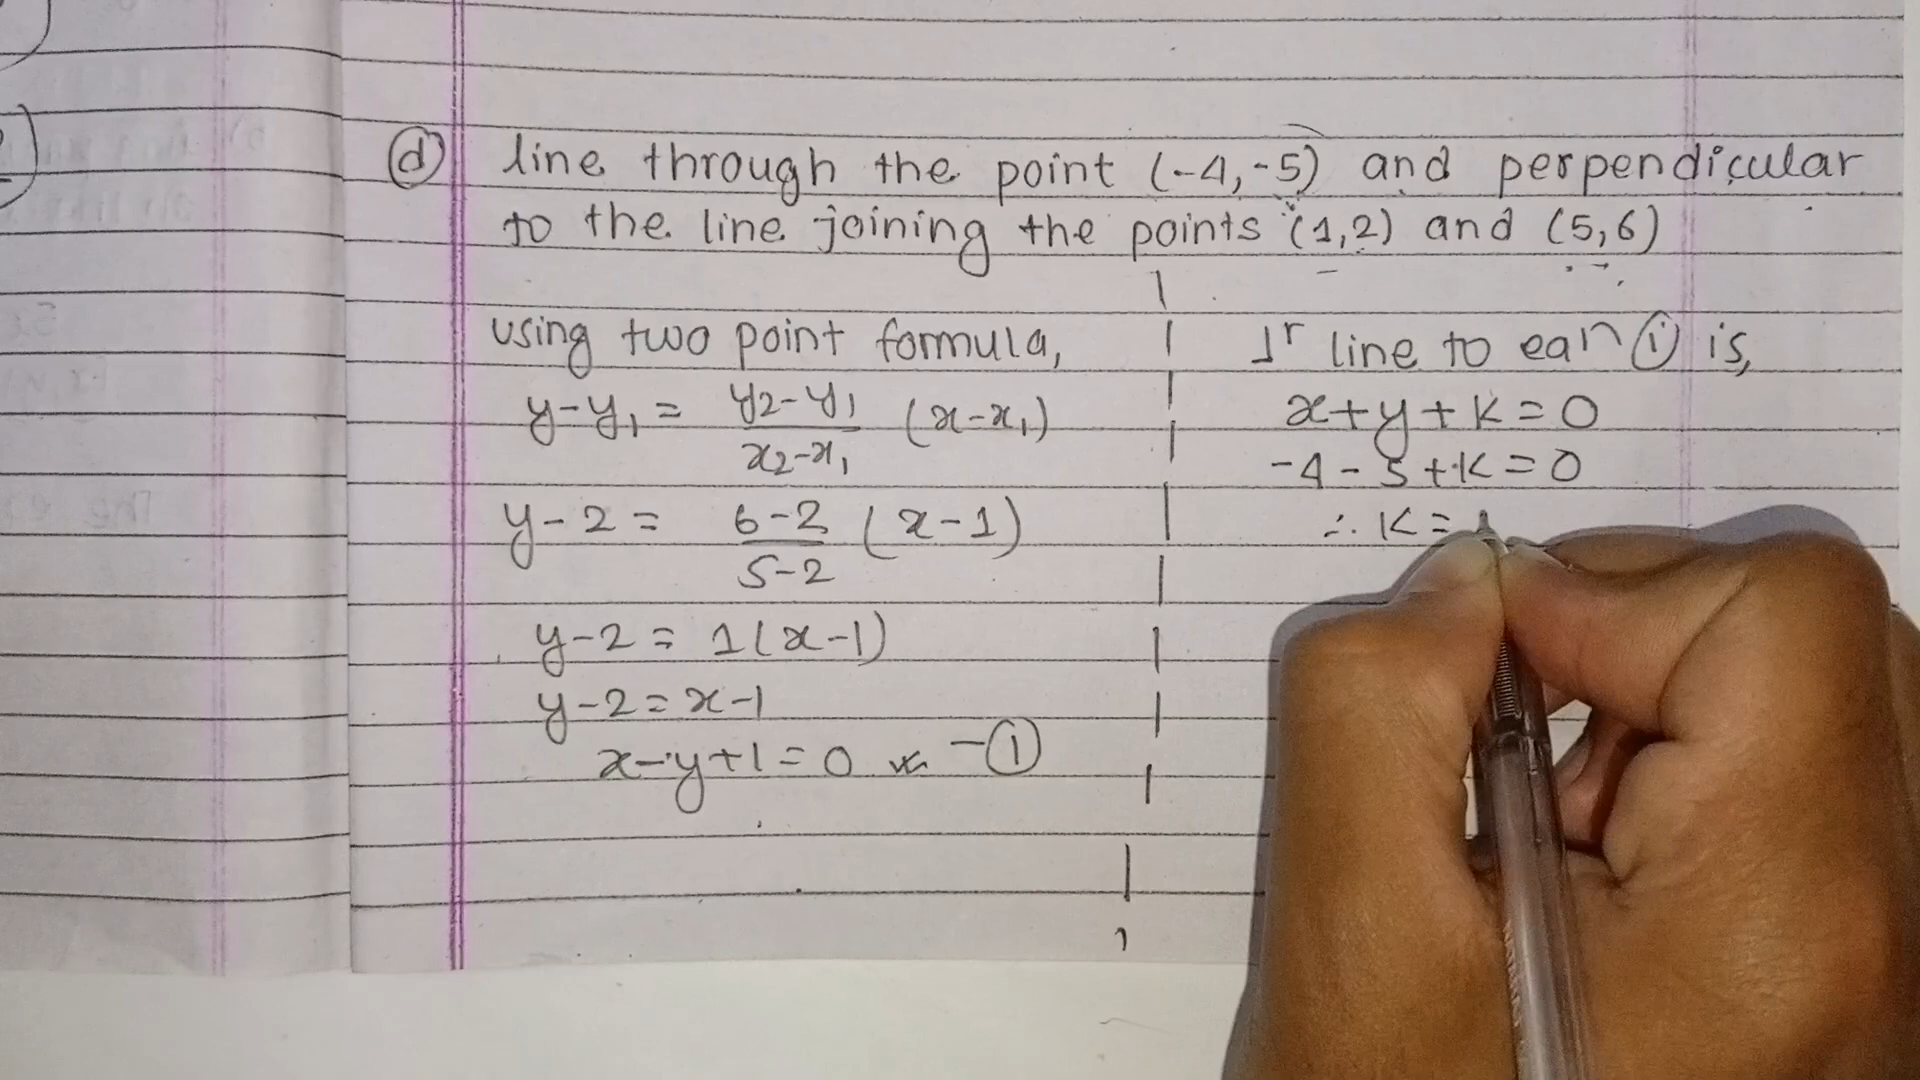 (d) line through the point (-4,-5) and perpendicular
to the line joining the points (1,2) and (5,6)
using two point formula,
y-y₁ = y₂-y₁/x₂-x₁ (x-x₁)
y-2 = 6-2/5-2 (x-1)
y-2 = 1(x-1)
y-2 = x-1
x-y+1=0 -(i)
⊥r line to eqn (i) is,
x+y+k=0
-4-5+k=0
∴ k=